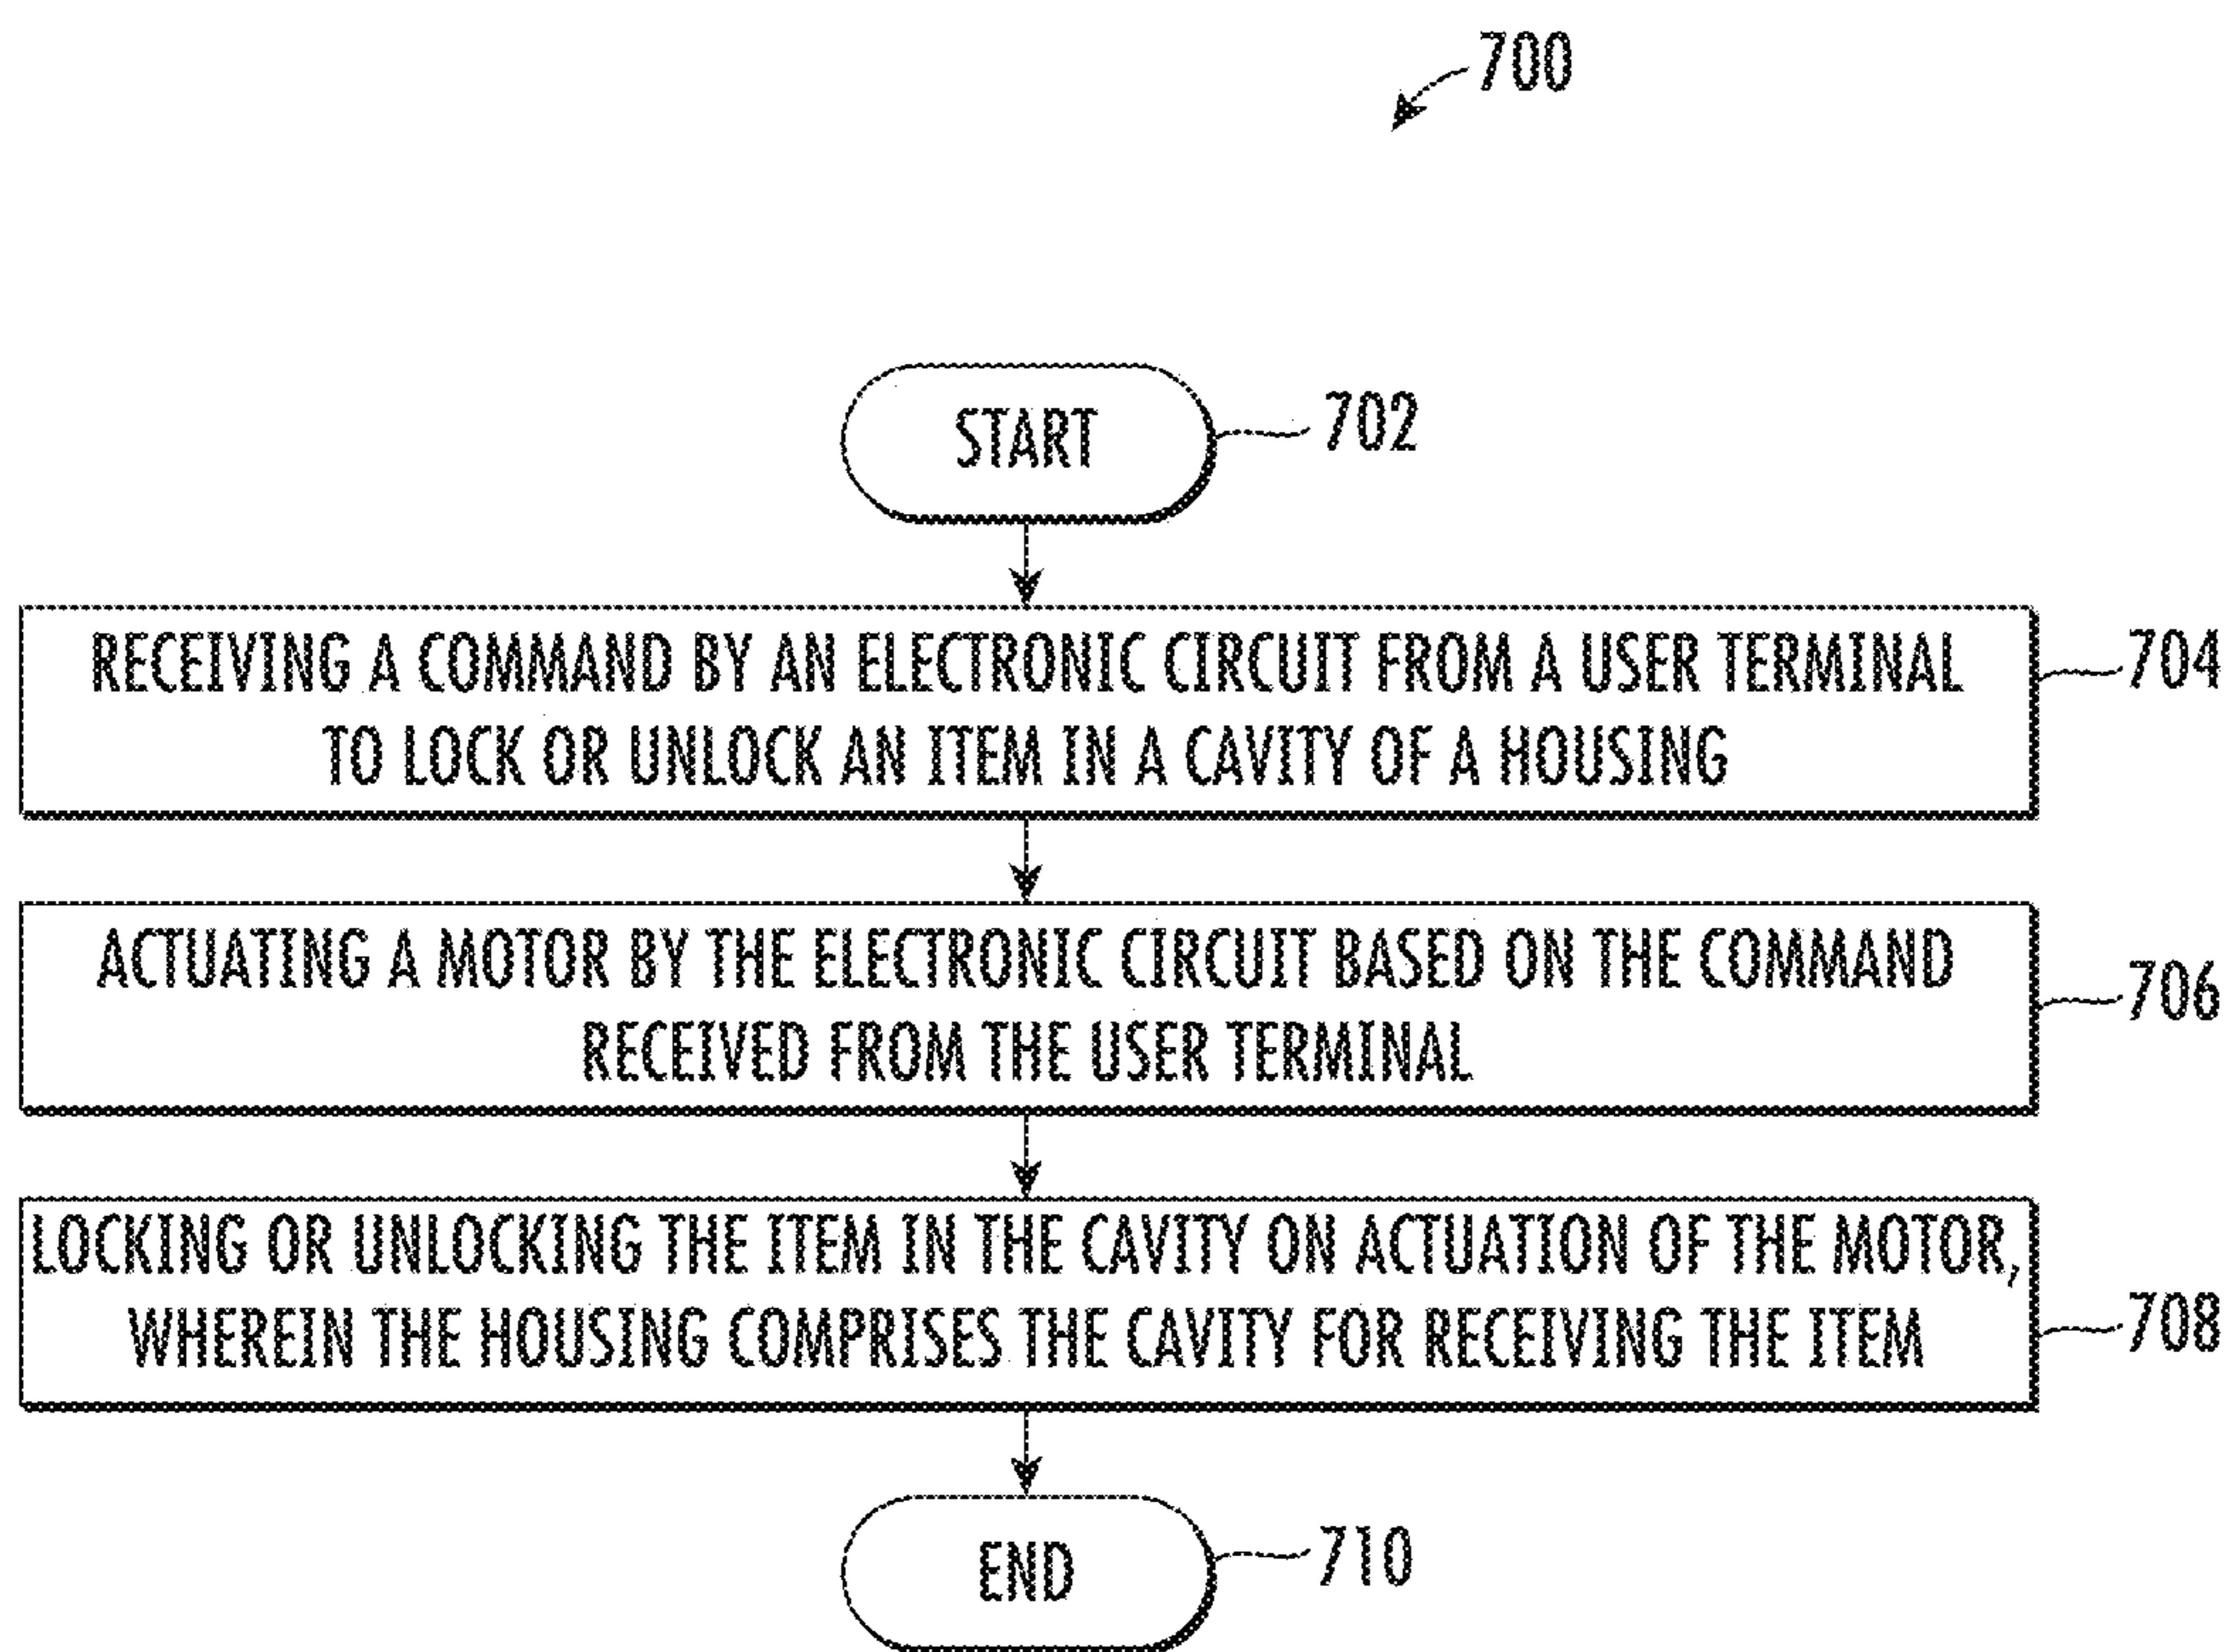 700
START
702
RECEIVING A COMMAND BY AN ELECTRONIC CIRCUIT FROM A USER TERMINAL
TO LOCK OR UNLOCK AN ITEM IN A CAVITY OF A HOUSING
704
ACTUATING A MOTOR BY THE ELECTRONIC CIRCUIT BASED ON THE COMMAND
RECEIVED FROM THE USER TERMINAL
706
LOCKING OR UNLOCKING THE ITEM IN THE CAVITY ON ACTUATION OF THE MOTOR,
WHEREIN THE HOUSING COMPRISES THE CAVITY FOR RECEIVING THE ITEM
708
END
710